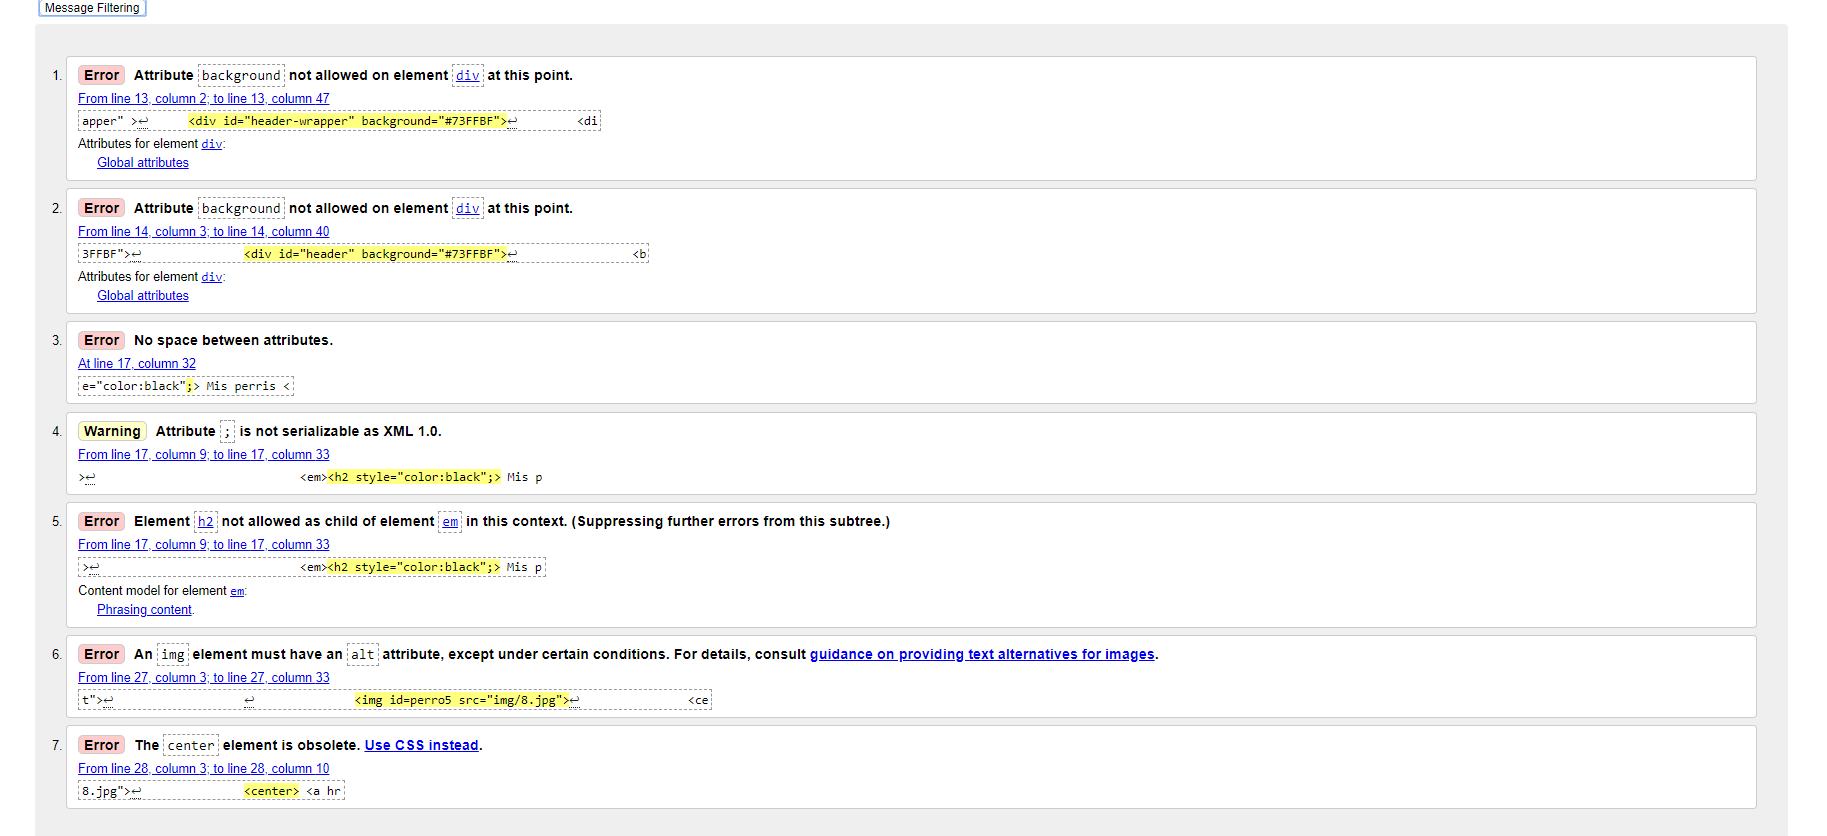 Message Filtering
1. Error Attribute background not allowed on element div at this point.
From line 13, column 2; to line 13, column 47
apper" >↩ <div id="header-wrapper" background="#73FFBF">↩ <di
Attributes for element div:
Global attributes
2. Error Attribute background not allowed on element div at this point.
From line 14, column 3; to line 14, column 40
3FFBF">↩ <div id="header" background="#73FFBF">↩ <b
Attributes for element div:
Global attributes
3. Error No space between attributes.
At line 17, column 32
e="color:black";> Mis perris <
4. Warning Attribute ; is not serializable as XML 1.0.
From line 17, column 9; to line 17, column 33
>↩ <em><h2 style="color:black";> Mis p
5. Error Element h2 not allowed as child of element em in this context. (Suppressing further errors from this subtree.)
From line 17, column 9; to line 17, column 33
>↩ <em><h2 style="color:black";> Mis p
Content model for element em:
Phrasing content.
6. Error An img element must have an alt attribute, except under certain conditions. For details, consult guidance on providing text alternatives for images.
From line 27, column 3; to line 27, column 33
t">↩ ↩ <img id=perro5 src="img/8.jpg">↩ <ce
7. Error The center element is obsolete. Use CSS instead.
From line 28, column 3; to line 28, column 10
8.jpg">↩ <center> <a hr